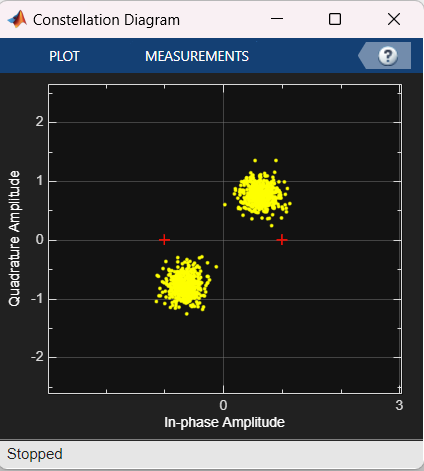 Constellation Diagram
PLOT MEASUREMENTS ?
Quadrature Amplitude
2
1
0
-1
-2
0 3
In-phase Amplitude
Stopped